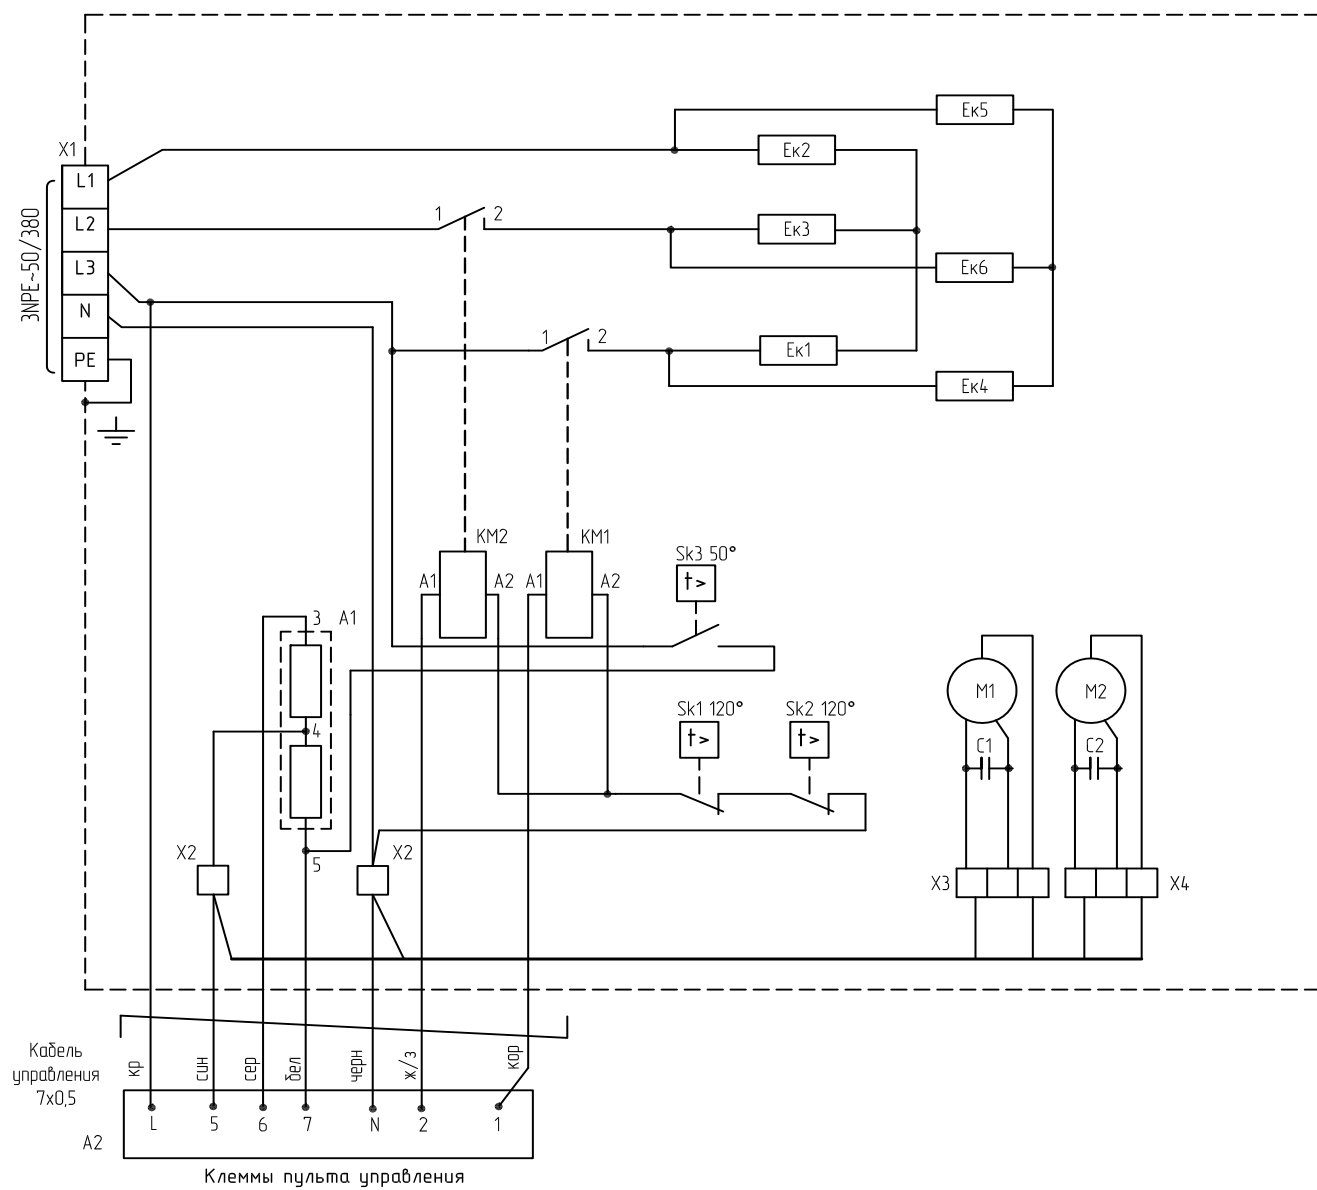 Ек5
Ек2
X1
L1
L2
L3
N
PE
3NPE~50/380
1
2
Ек3
Ек6
1
2
Ек1
Ек4
KM2
KM1
A1
A2
A1
A2
Sk3 50°
t>
3
A1
4
5
Sk1 120°
Sk2 120°
t>
t>
M1
M2
C1
C2
X2
X2
X3
X4
Кабель
управления
7х0,5
кр
син
сер
бел
черн
ж/з
кор
L
5
6
7
N
2
1
A2
Клеммы пульта управления